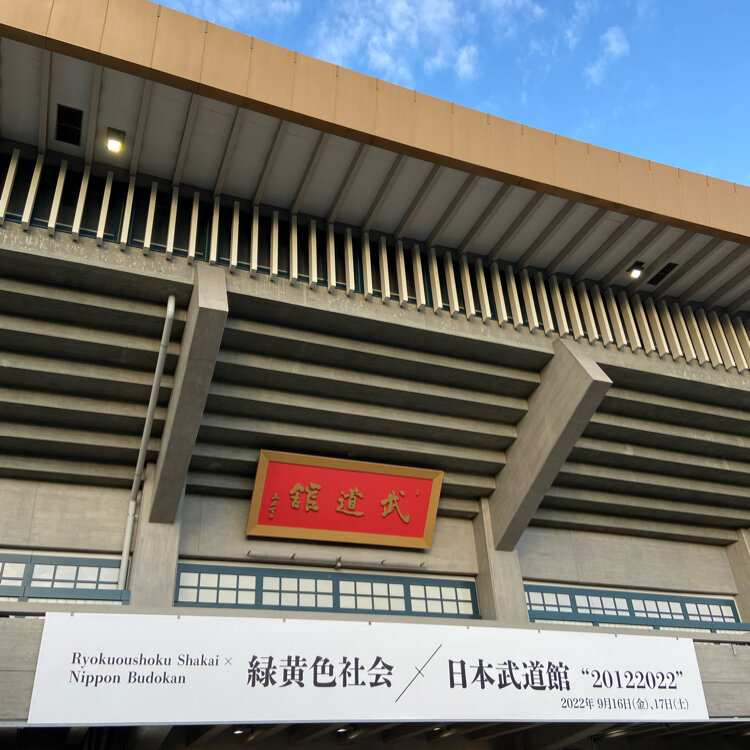 武道館
Ryokuoushoku Shakai ×
Nippon Budokan
緑黄色社会 × 日本武道館 “20122022”
2022年 9月16日(金)、17日(土)